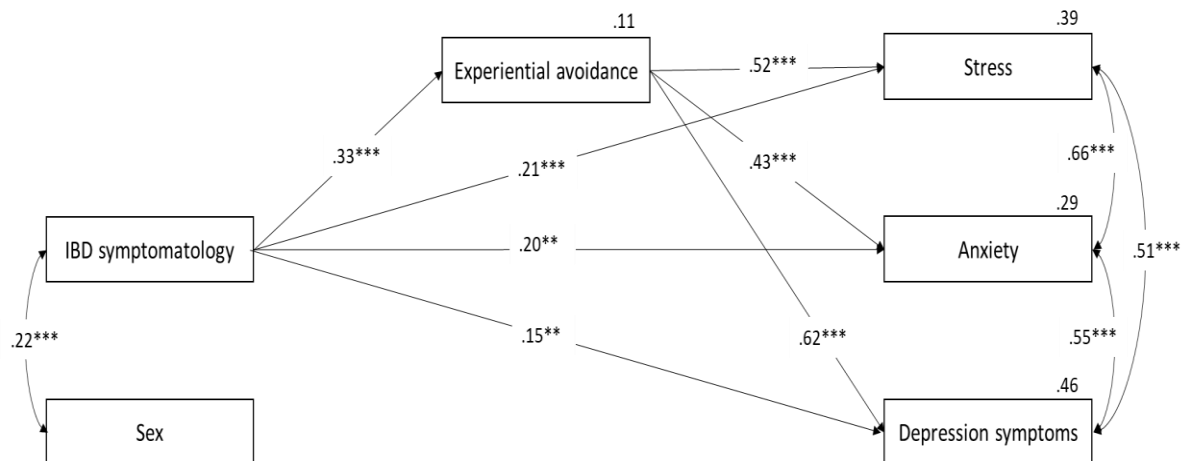 .11
.39
Experiential avoidance
.52***
Stress
.33***
.21***
.43***
.66***
.29
IBD symptomatology
.20**
Anxiety
.51***
.22***
.15**
.62***
.55***
.46
Sex
Depression symptoms